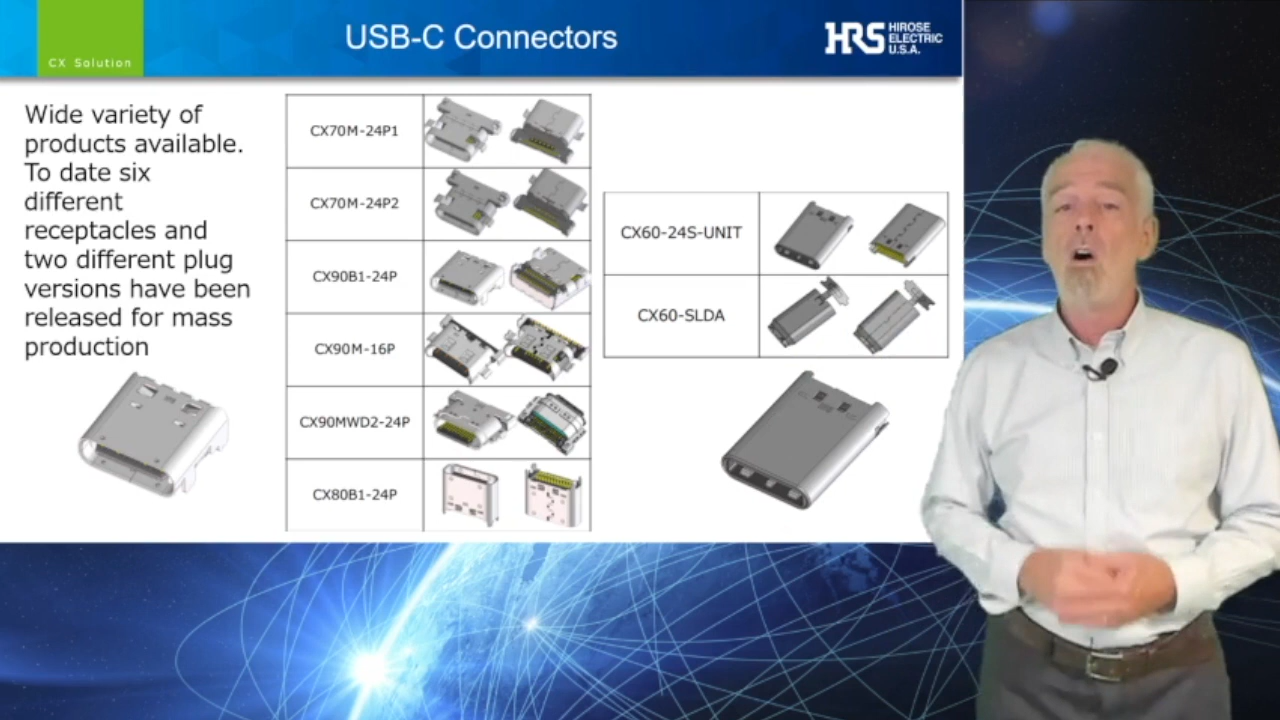 CX Solution
USB-C Connectors
HRS HIROSE
ELECTRIC
U.S.A.
Wide variety of
products available.
To date six
different
receptacles and
two different plug
versions have been
released for mass
production
CX70M-24P1
CX70M-24P2
CX90B1-24P
CX90M-16P
CX90MWD2-24P
CX80B1-24P
CX60-24S-UNIT
CX60-SLDA